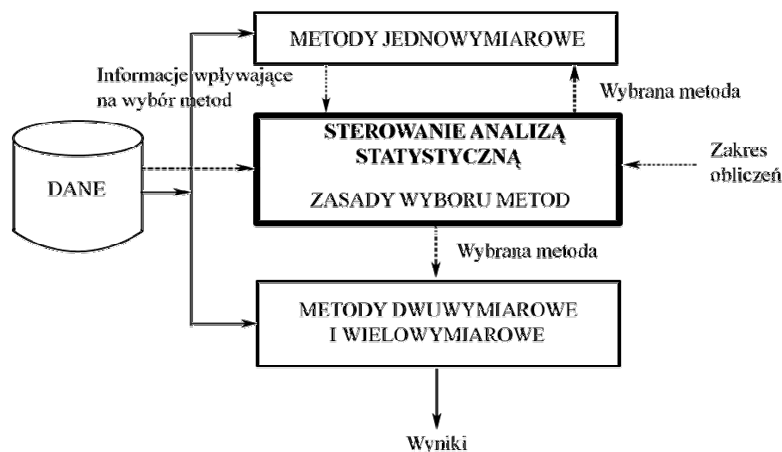 METODY JEDNOWYMIAROWE
Informacje wpływające
na wybór metod
Wybrana metoda
STEROWANIE ANALIZĄ
STATYSTYCZNĄ
ZASADY WYBORU METOD
DANE
Zakres
obliczeń
Wybrana metoda
METODY DWUWYMIAROWE
I WIELOWYMIAROWE
Wyniki